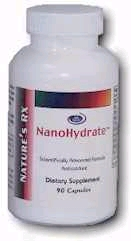 NATURE'S RX
NanoHydrate™
Scientifically Advanced Formula
Antioxidant
Dietary Supplement
90 Capsules